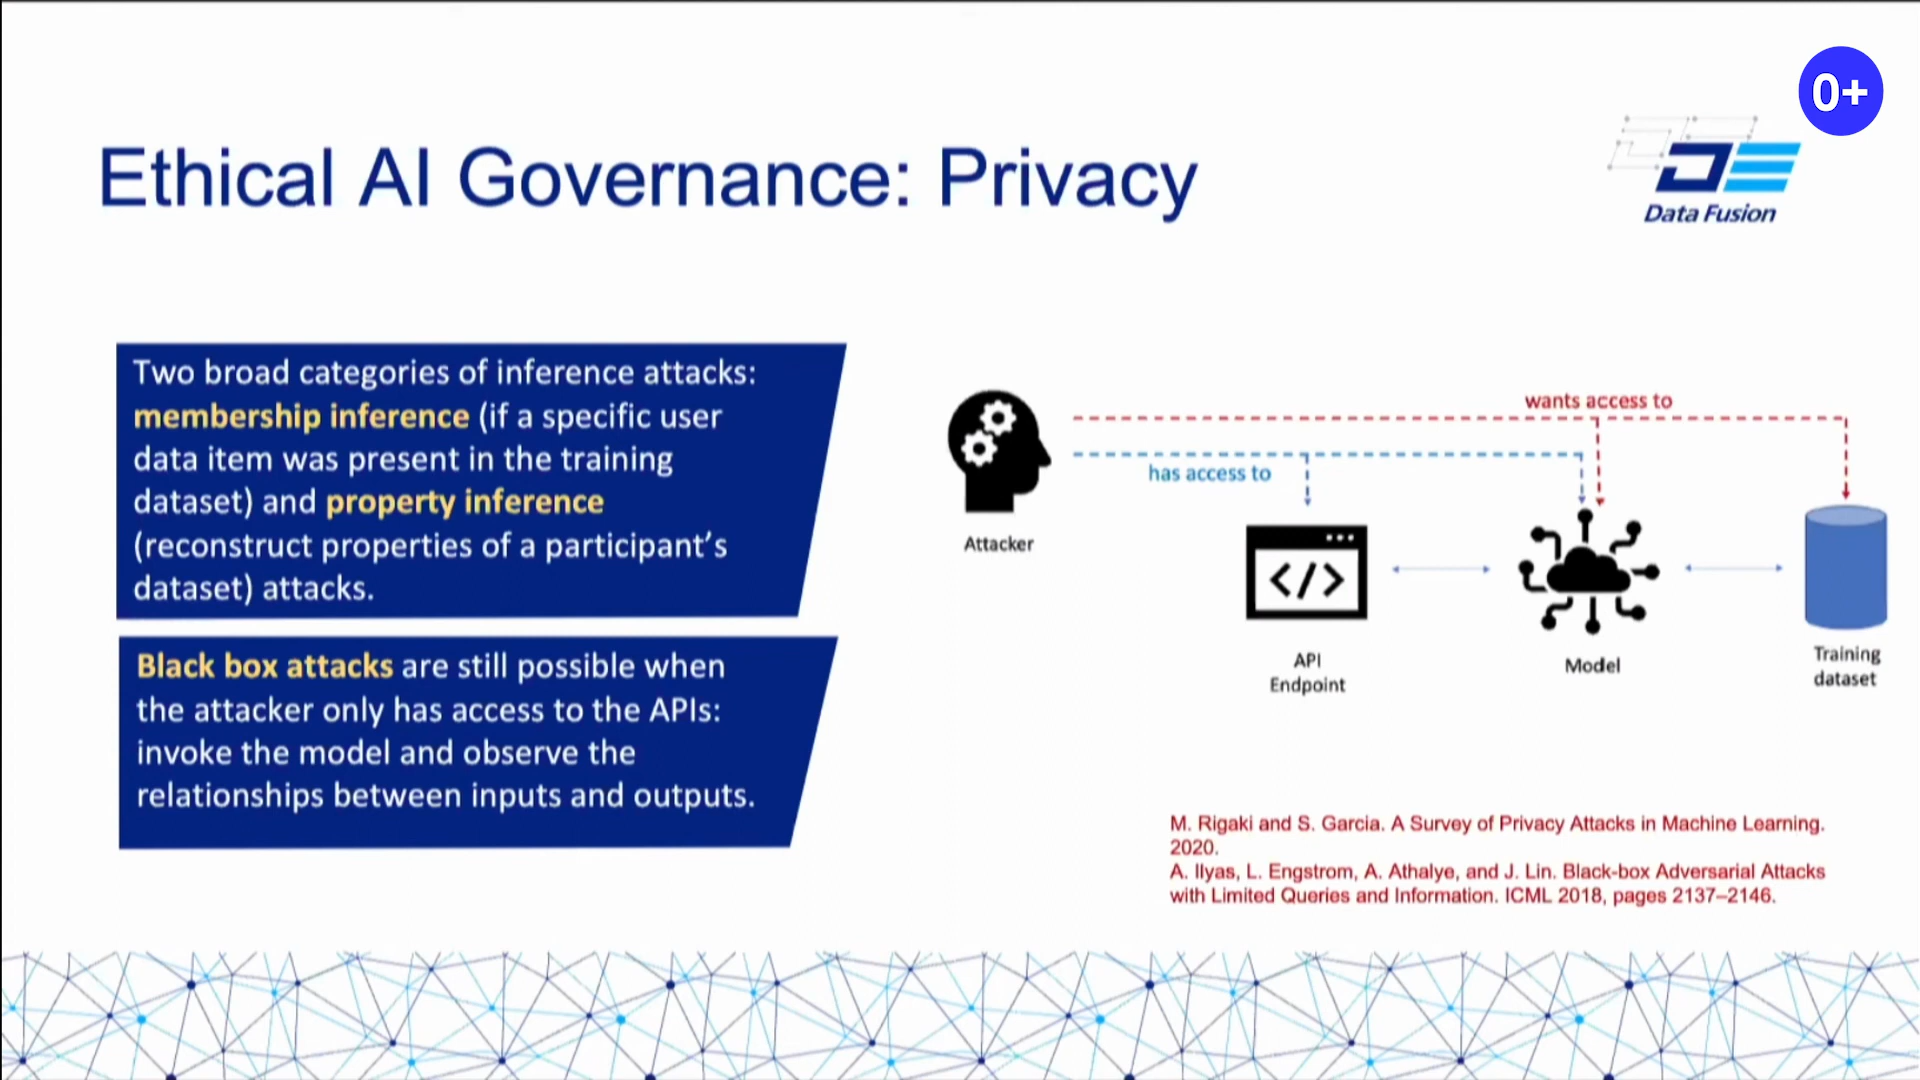 0+
Ethical AI Governance: Privacy
Data Fusion
Two broad categories of inference attacks:
membership inference (if a specific user
data item was present in the training
dataset) and property inference
(reconstruct properties of a participant's
dataset) attacks.
Black box attacks are still possible when
the attacker only has access to the APIs:
invoke the model and observe the
relationships between inputs and outputs.
wants access to
has access to
Attacker
</>
API
Endpoint
Model
Training
dataset
M. Rigaki and S. Garcia. A Survey of Privacy Attacks in Machine Learning.
2020.
A. Ilyas, L. Engstrom, A. Athalye, and J. Lin. Black-box Adversarial Attacks
with Limited Queries and Information. ICML 2018, pages 2137–2146.